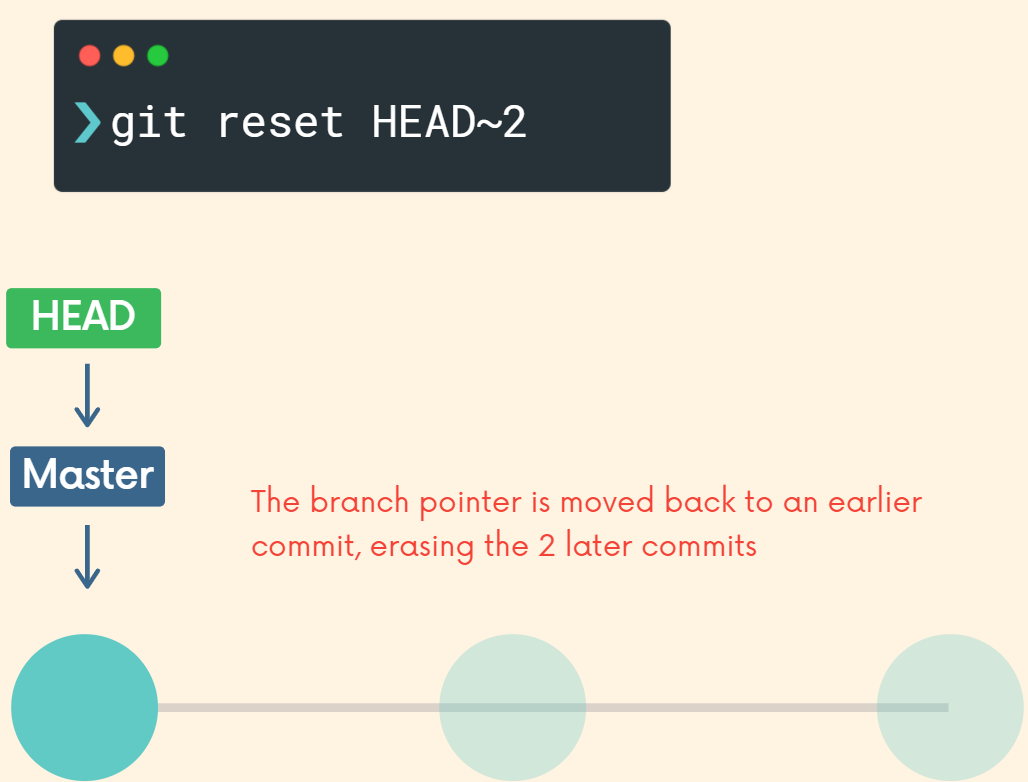 ❯git reset HEAD~2
HEAD
Master
The branch pointer is moved back to an earlier
commit, erasing the 2 later commits